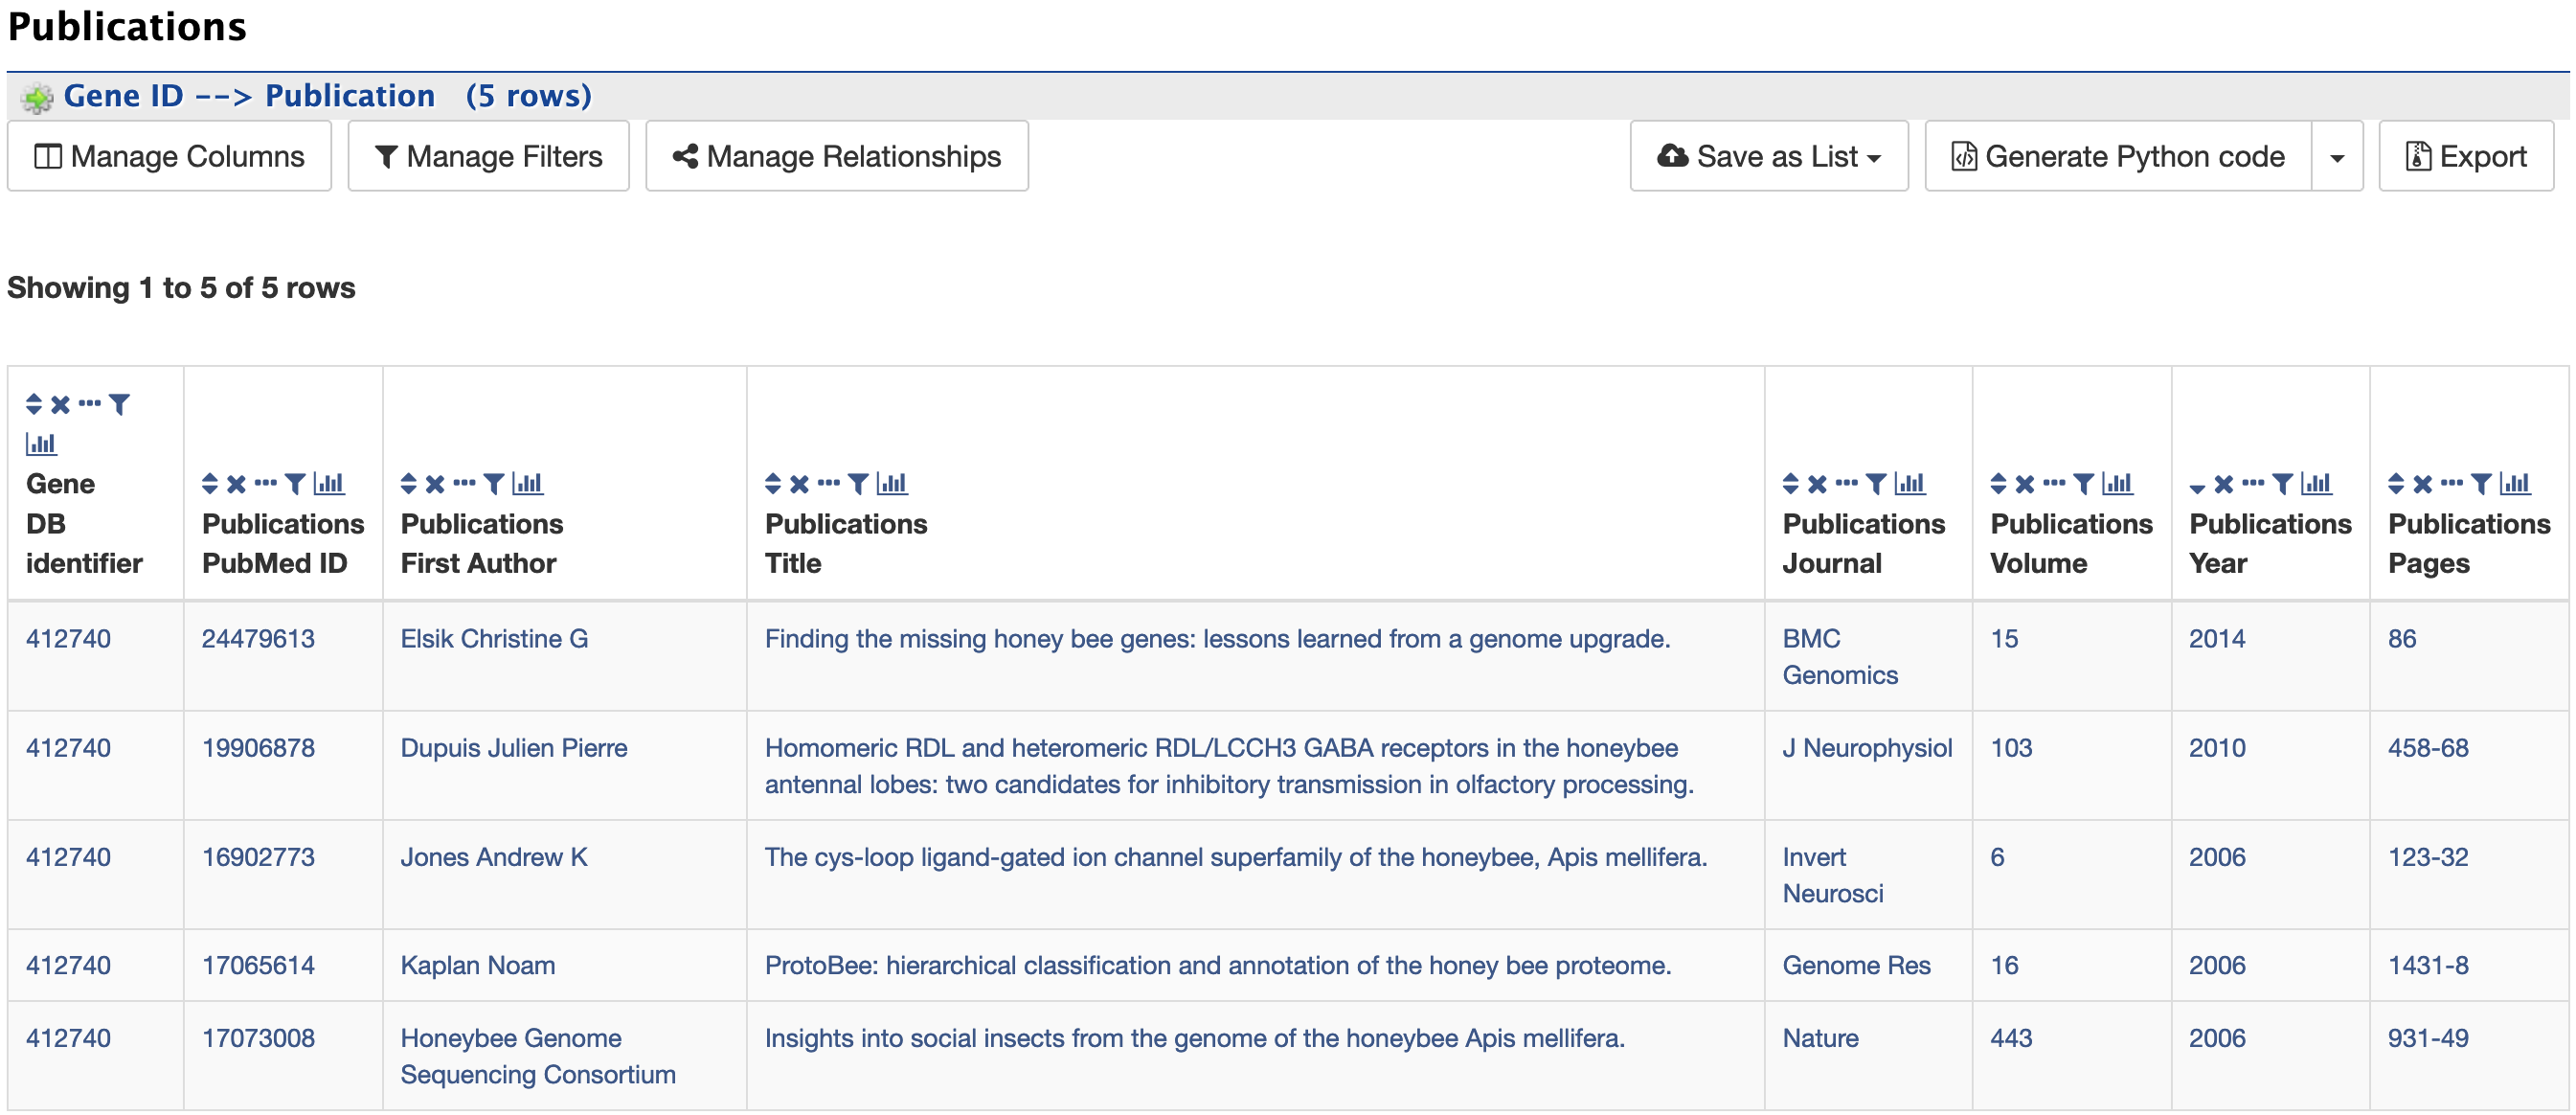 Publications
Gene ID --> Publication (5 rows)
Manage Columns Manage Filters Manage Relationships Save as List Generate Python code Export
Showing 1 to 5 of 5 rows
Gene DB identifier
Publications PubMed ID
Publications First Author
Publications Title
Publications Journal
Publications Volume
Publications Year
Publications Pages
412740 24479613 Elsik Christine G Finding the missing honey bee genes: lessons learned from a genome upgrade. BMC Genomics 15 2014 86
412740 19906878 Dupuis Julien Pierre Homomeric RDL and heteromeric RDL/LCCH3 GABA receptors in the honeybee antennal lobes: two candidates for inhibitory transmission in olfactory processing. J Neurophysiol 103 2010 458-68
412740 16902773 Jones Andrew K The cys-loop ligand-gated ion channel superfamily of the honeybee, Apis mellifera. Invert Neurosci 6 2006 123-32
412740 17065614 Kaplan Noam ProtoBee: hierarchical classification and annotation of the honey bee proteome. Genome Res 16 2006 1431-8
412740 17073008 Honeybee Genome Sequencing Consortium Insights into social insects from the genome of the honeybee Apis mellifera. Nature 443 2006 931-49